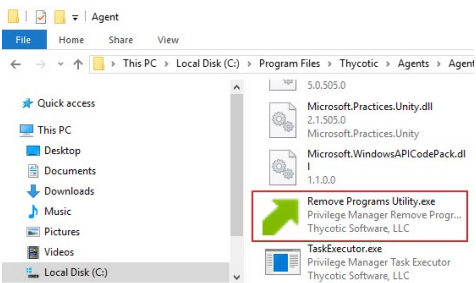 Agent
File Home Share View
This PC > Local Disk (C:) > Program Files > Thycotic > Agents > Agent
5.0.505.0
Quick access
This PC
Desktop
Documents
Downloads
Music
Pictures
Videos
Local Disk (C:)
Microsoft.Practices.Unity.dll
2.1.505.0
Microsoft.Practices.Unity
Microsoft.WindowsAPICodePack.dl
l
1.1.0.0
Remove Programs Utility.exe
Privilege Manager Remove Progr...
Thycotic Software, LLC
TaskExecutor.exe
Privilege Manager Task Executor
Thycotic Software, LLC